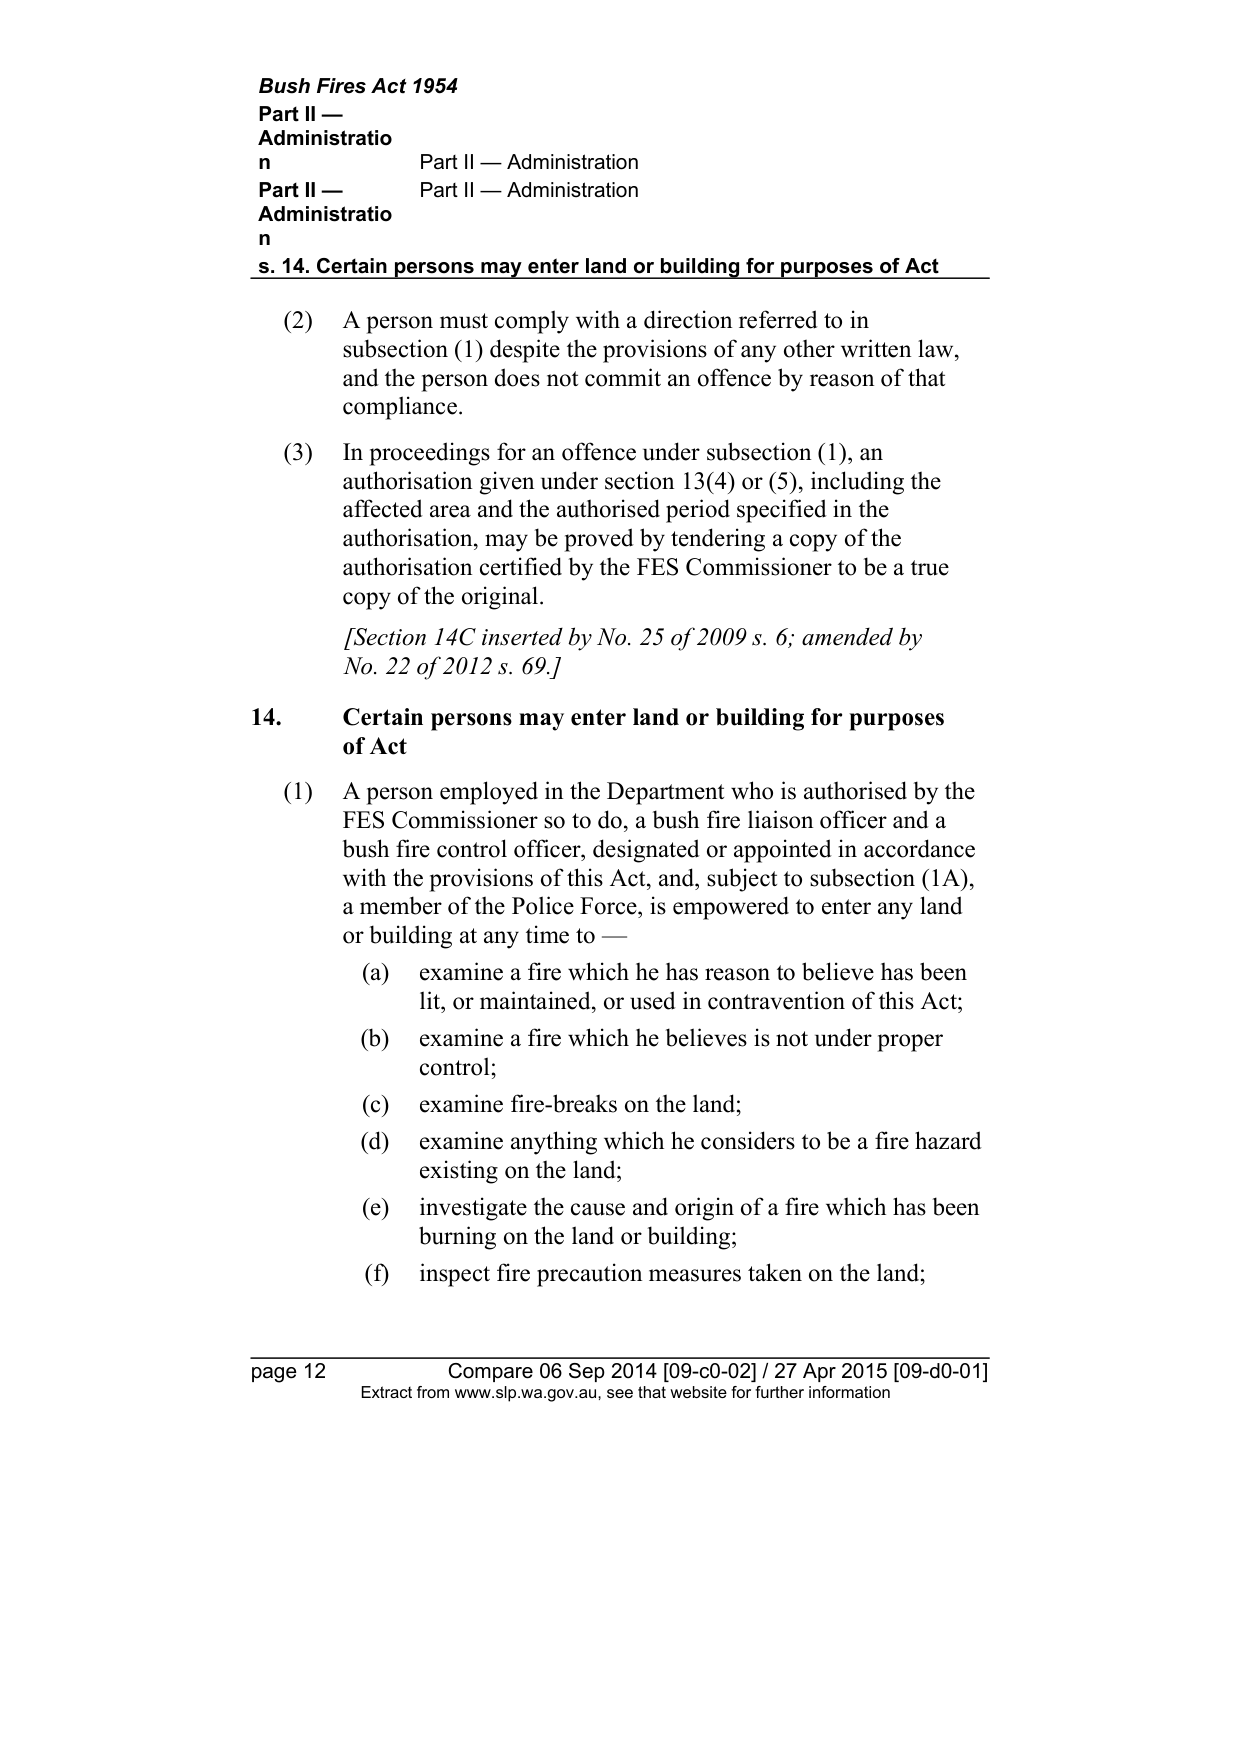 Bush Fires Act 1954
Part II —
Administratio
n Part II — Administration
Part II — Part II — Administration
Administratio
n
s. 14. Certain persons may enter land or building for purposes of Act
(2) A person must comply with a direction referred to in
subsection (1) despite the provisions of any other written law,
and the person does not commit an offence by reason of that
compliance.
(3) In proceedings for an offence under subsection (1), an
authorisation given under section 13(4) or (5), including the
affected area and the authorised period specified in the
authorisation, may be proved by tendering a copy of the
authorisation certified by the FES Commissioner to be a true
copy of the original.
[Section 14C inserted by No. 25 of 2009 s. 6; amended by
No. 22 of 2012 s. 69.]
14. Certain persons may enter land or building for purposes
of Act
(1) A person employed in the Department who is authorised by the
FES Commissioner so to do, a bush fire liaison officer and a
bush fire control officer, designated or appointed in accordance
with the provisions of this Act, and, subject to subsection (1A),
a member of the Police Force, is empowered to enter any land
or building at any time to —
(a) examine a fire which he has reason to believe has been
lit, or maintained, or used in contravention of this Act;
(b) examine a fire which he believes is not under proper
control;
(c) examine fire-breaks on the land;
(d) examine anything which he considers to be a fire hazard
existing on the land;
(e) investigate the cause and origin of a fire which has been
burning on the land or building;
(f) inspect fire precaution measures taken on the land;
page 12 Compare 06 Sep 2014 [09-c0-02] / 27 Apr 2015 [09-d0-01]
Extract from www.slp.wa.gov.au, see that website for further information